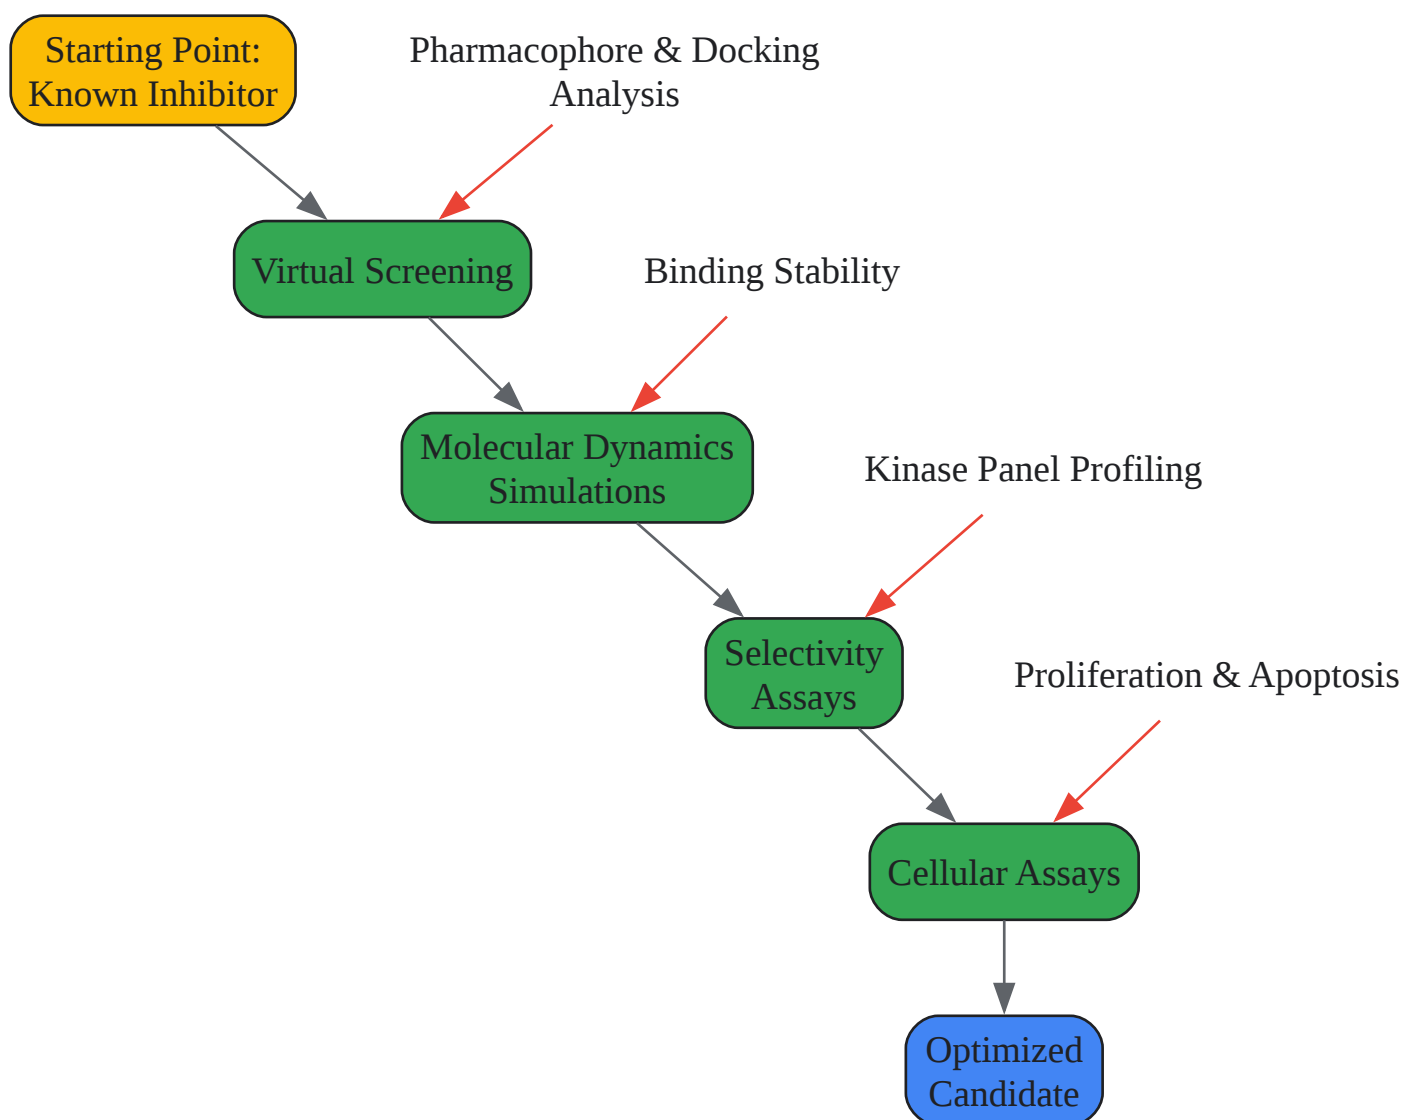 Starting Point:
Known Inhibitor
Pharmacophore & Docking
Analysis
Virtual Screening
Binding Stability
Molecular Dynamics
Simulations
Kinase Panel Profiling
Selectivity
Assays
Proliferation & Apoptosis
Cellular Assays
Optimized
Candidate